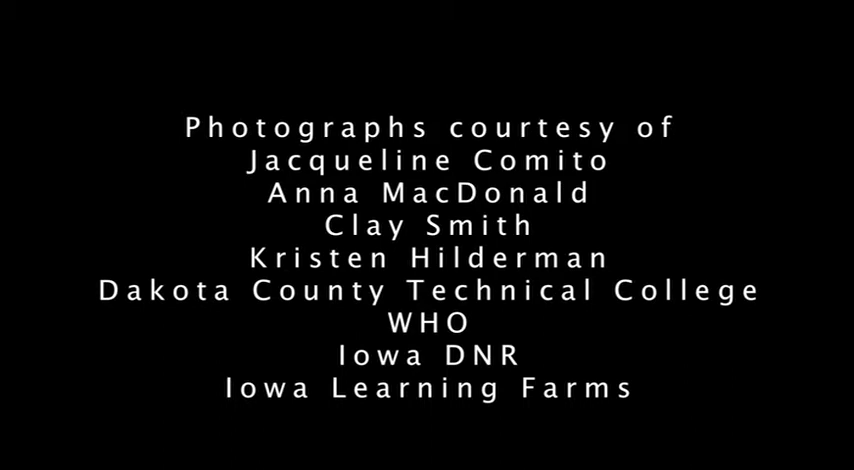 Photographs courtesy of
Jacqueline Comito
Anna MacDonald
Clay Smith
Kristen Hilderman
Dakota County Technical College
WHO
Iowa DNR
Iowa Learning Farms